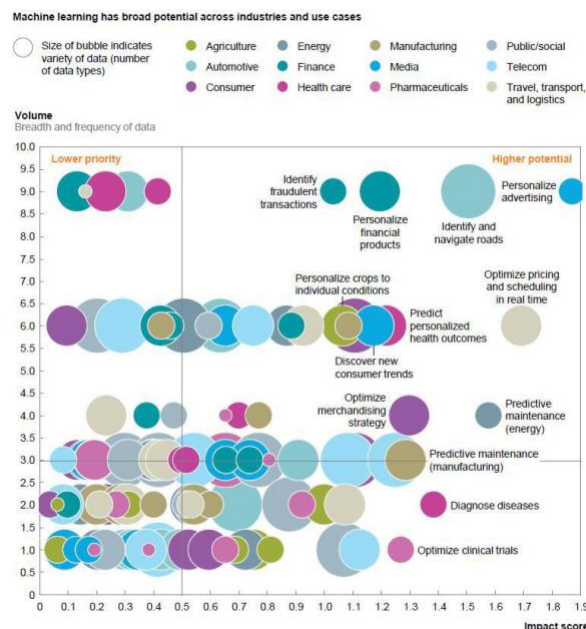 Machine learning has broad potential across industries and use cases
Size of bubble indicates
variety of data (number
of data types)
Agriculture
Automotive
Consumer
Energy
Finance
Health care
Manufacturing
Media
Pharmaceuticals
Public/social
Telecom
Travel, transport,
and logistics
Volume
Breadth and frequency of data
10.0
9.5
9.0
8.5
8.0
7.5
7.0
6.5
6.0
5.5
5.0
4.5
4.0
3.5
3.0
2.5
2.0
1.5
1.0
0.5
0
Lower priority
Higher potential
Identify
fraudulent
transactions
Personalize
financial
products
Identify and
navigate roads
Personalize
advertising
Personalize crops to
individual conditions
Optimize pricing
and scheduling
in real time
Predict
personalized
health outcomes
Discover new
consumer trends
Optimize
merchandising
strategy
Predictive
maintenance
(energy)
Predictive maintenance
(manufacturing)
Diagnose diseases
Optimize clinical trials
0 0.1 0.2 0.3 0.4 0.5 0.6 0.7 0.8 0.9 1.0 1.1 1.2 1.3 1.4 1.5 1.6 1.7 1.8 1.9
Impact score